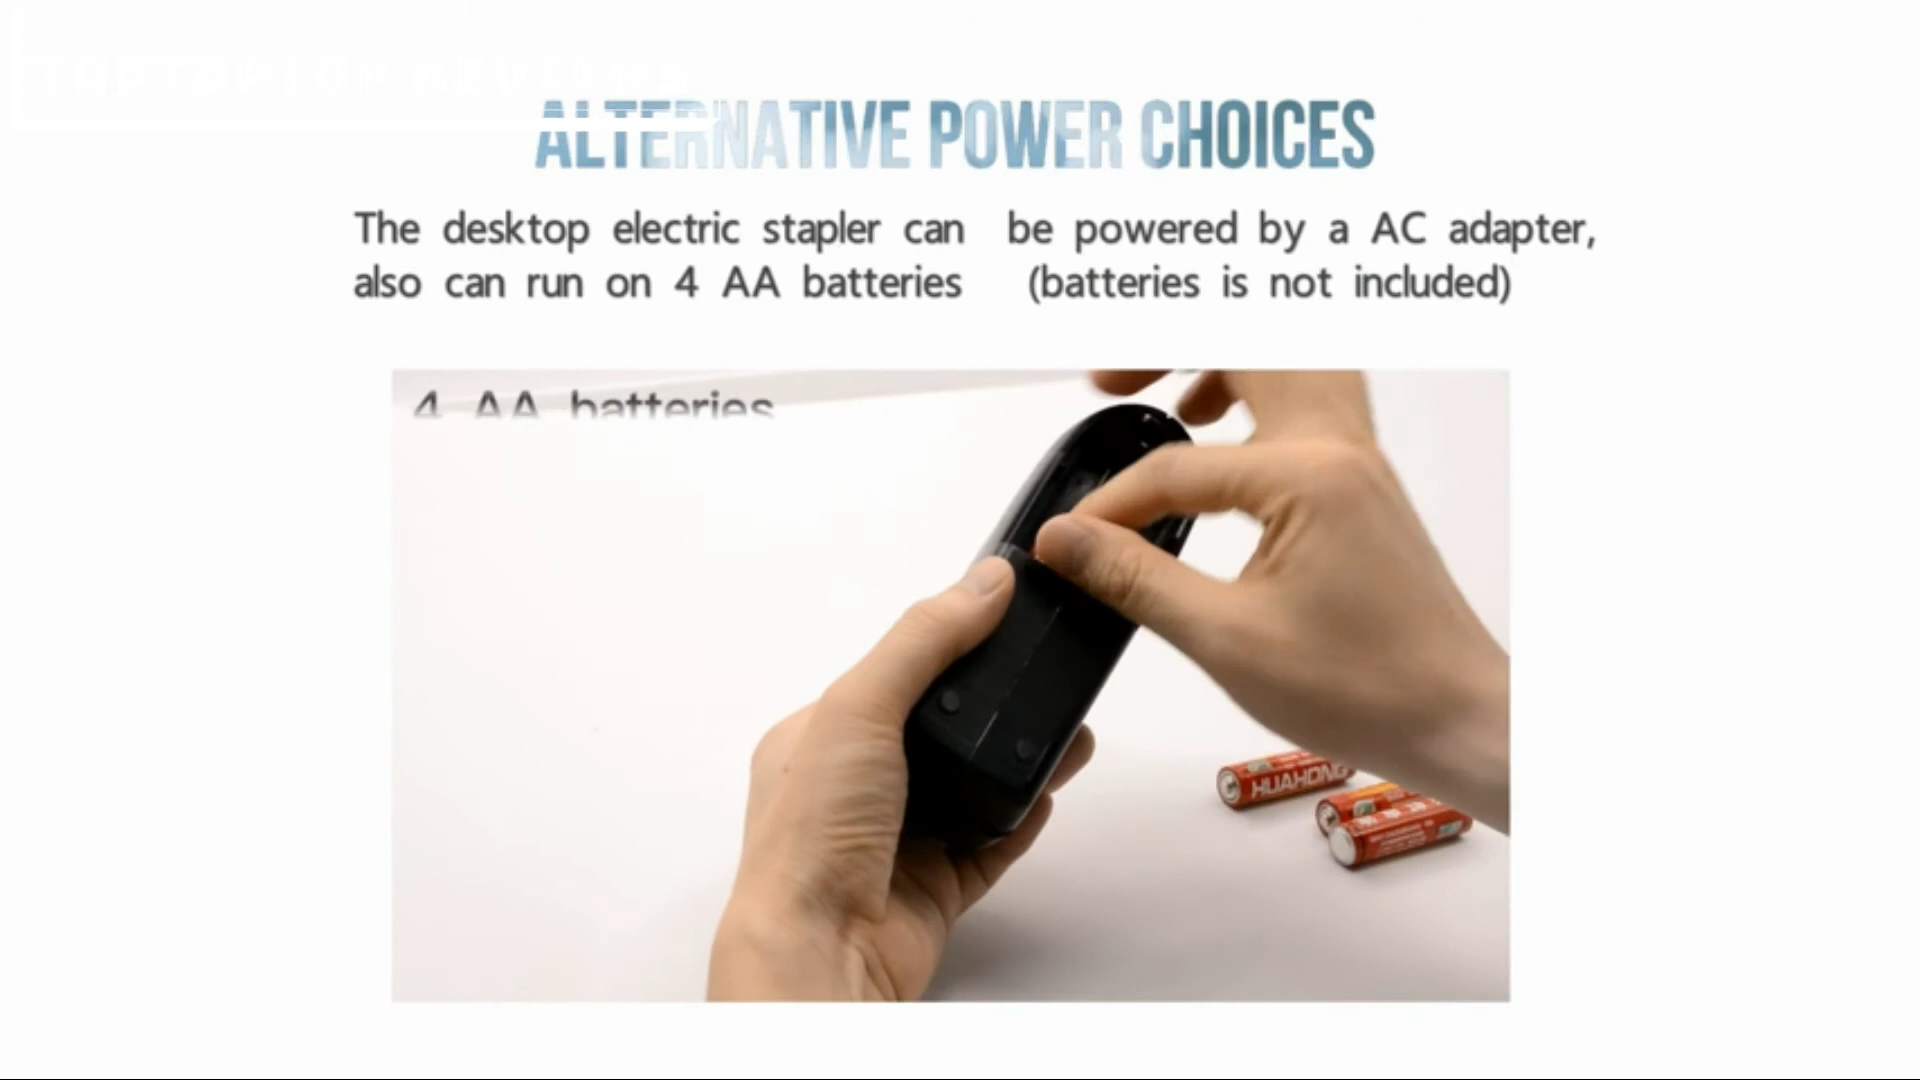 ALTERNATIVE POWER CHOICES
The desktop electric stapler can be powered by a AC adapter,
also can run on 4 AA batteries (batteries is not included)
4 AA batteries
HUAHONG